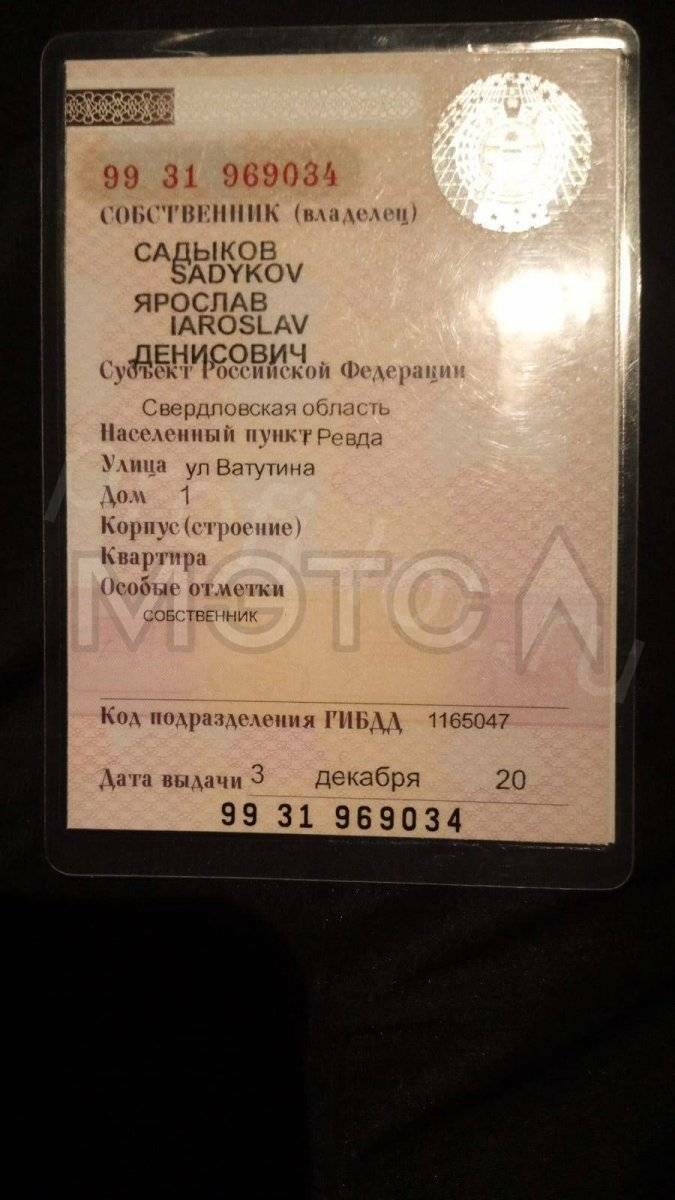 99 31 969034
СОБСТВЕННИК (владелец)
САДЫКОВ
SADYKOV
ЯРОСЛАВ
IAROSLAV
ДЕНИСОВИЧ
Субъект Российской Федерации
Свердловская область
Населенный пункт Ревда
Улица ул Ватутина
Дом 1
Корпус (строение)
Квартира
Особые отметки
МОТО
СОБСТВЕННИК
Код подразделения ГИБДД 1165047
Дата выдачи 3 декабря 20
99 31 969034